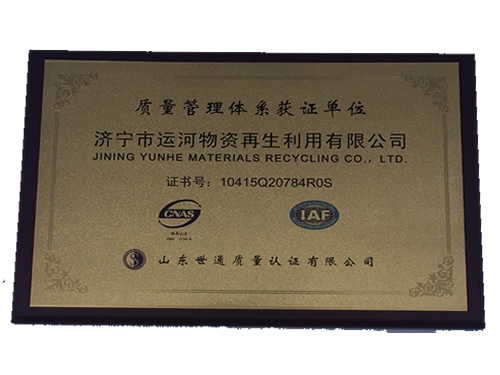 质量管理体系获证单位
济宁市运河物资再生利用有限公司
JINING YUNHE MATERIALS RECYCLING CO., LTD.
证书号：10415Q20784R0S
CNAS
IAF
山东世通质量认证有限公司